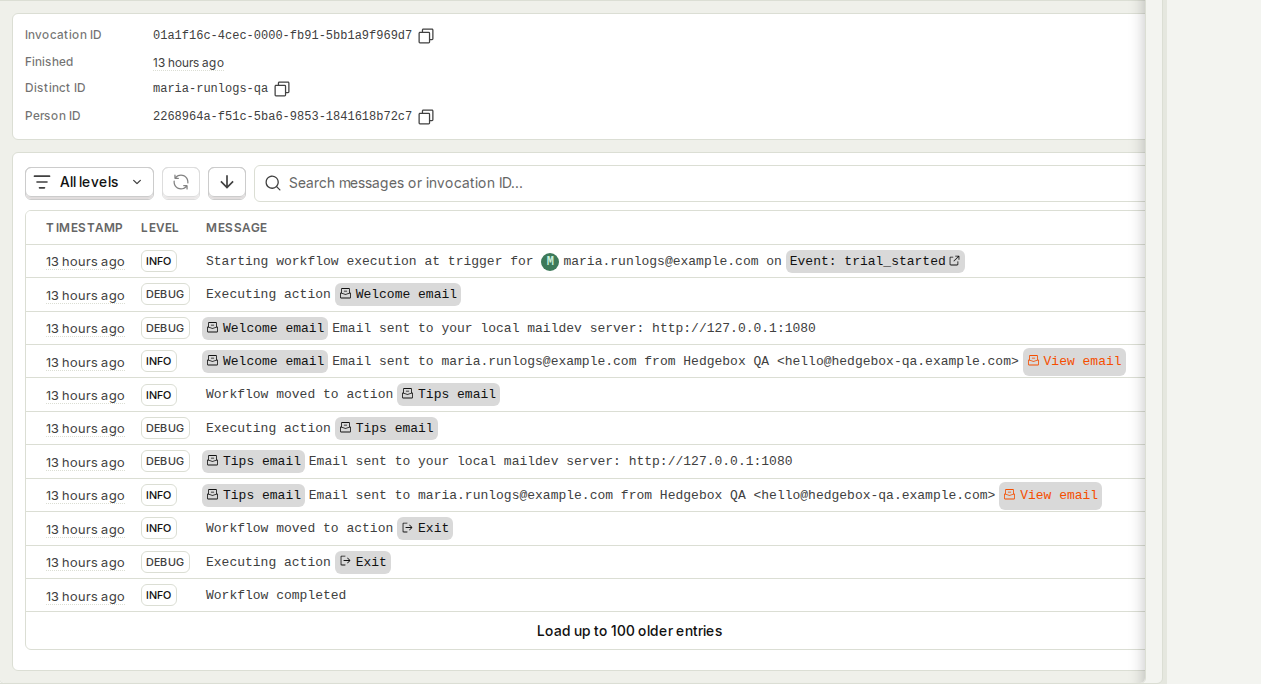 Invocation ID 01a1f16c-4cec-0000-fb91-5bb1a9f969d7
Finished 13 hours ago
Distinct ID maria-runlogs-qa
Person ID 2268964a-f51c-5ba6-9853-1841618b72c7
All levels Search messages or invocation ID...
TIMESTAMP LEVEL MESSAGE
13 hours ago INFO Starting workflow execution at trigger for M maria.runlogs@example.com on Event: trial_started
13 hours ago DEBUG Executing action Welcome email
13 hours ago DEBUG Welcome email Email sent to your local maildev server: http://127.0.0.1:1080
13 hours ago INFO Welcome email Email sent to maria.runlogs@example.com from Hedgebox QA <hello@hedgebox-qa.example.com> View email
13 hours ago INFO Workflow moved to action Tips email
13 hours ago DEBUG Executing action Tips email
13 hours ago DEBUG Tips email Email sent to your local maildev server: http://127.0.0.1:1080
13 hours ago INFO Tips email Email sent to maria.runlogs@example.com from Hedgebox QA <hello@hedgebox-qa.example.com> View email
13 hours ago INFO Workflow moved to action Exit
13 hours ago DEBUG Executing action Exit
13 hours ago INFO Workflow completed
Load up to 100 older entries